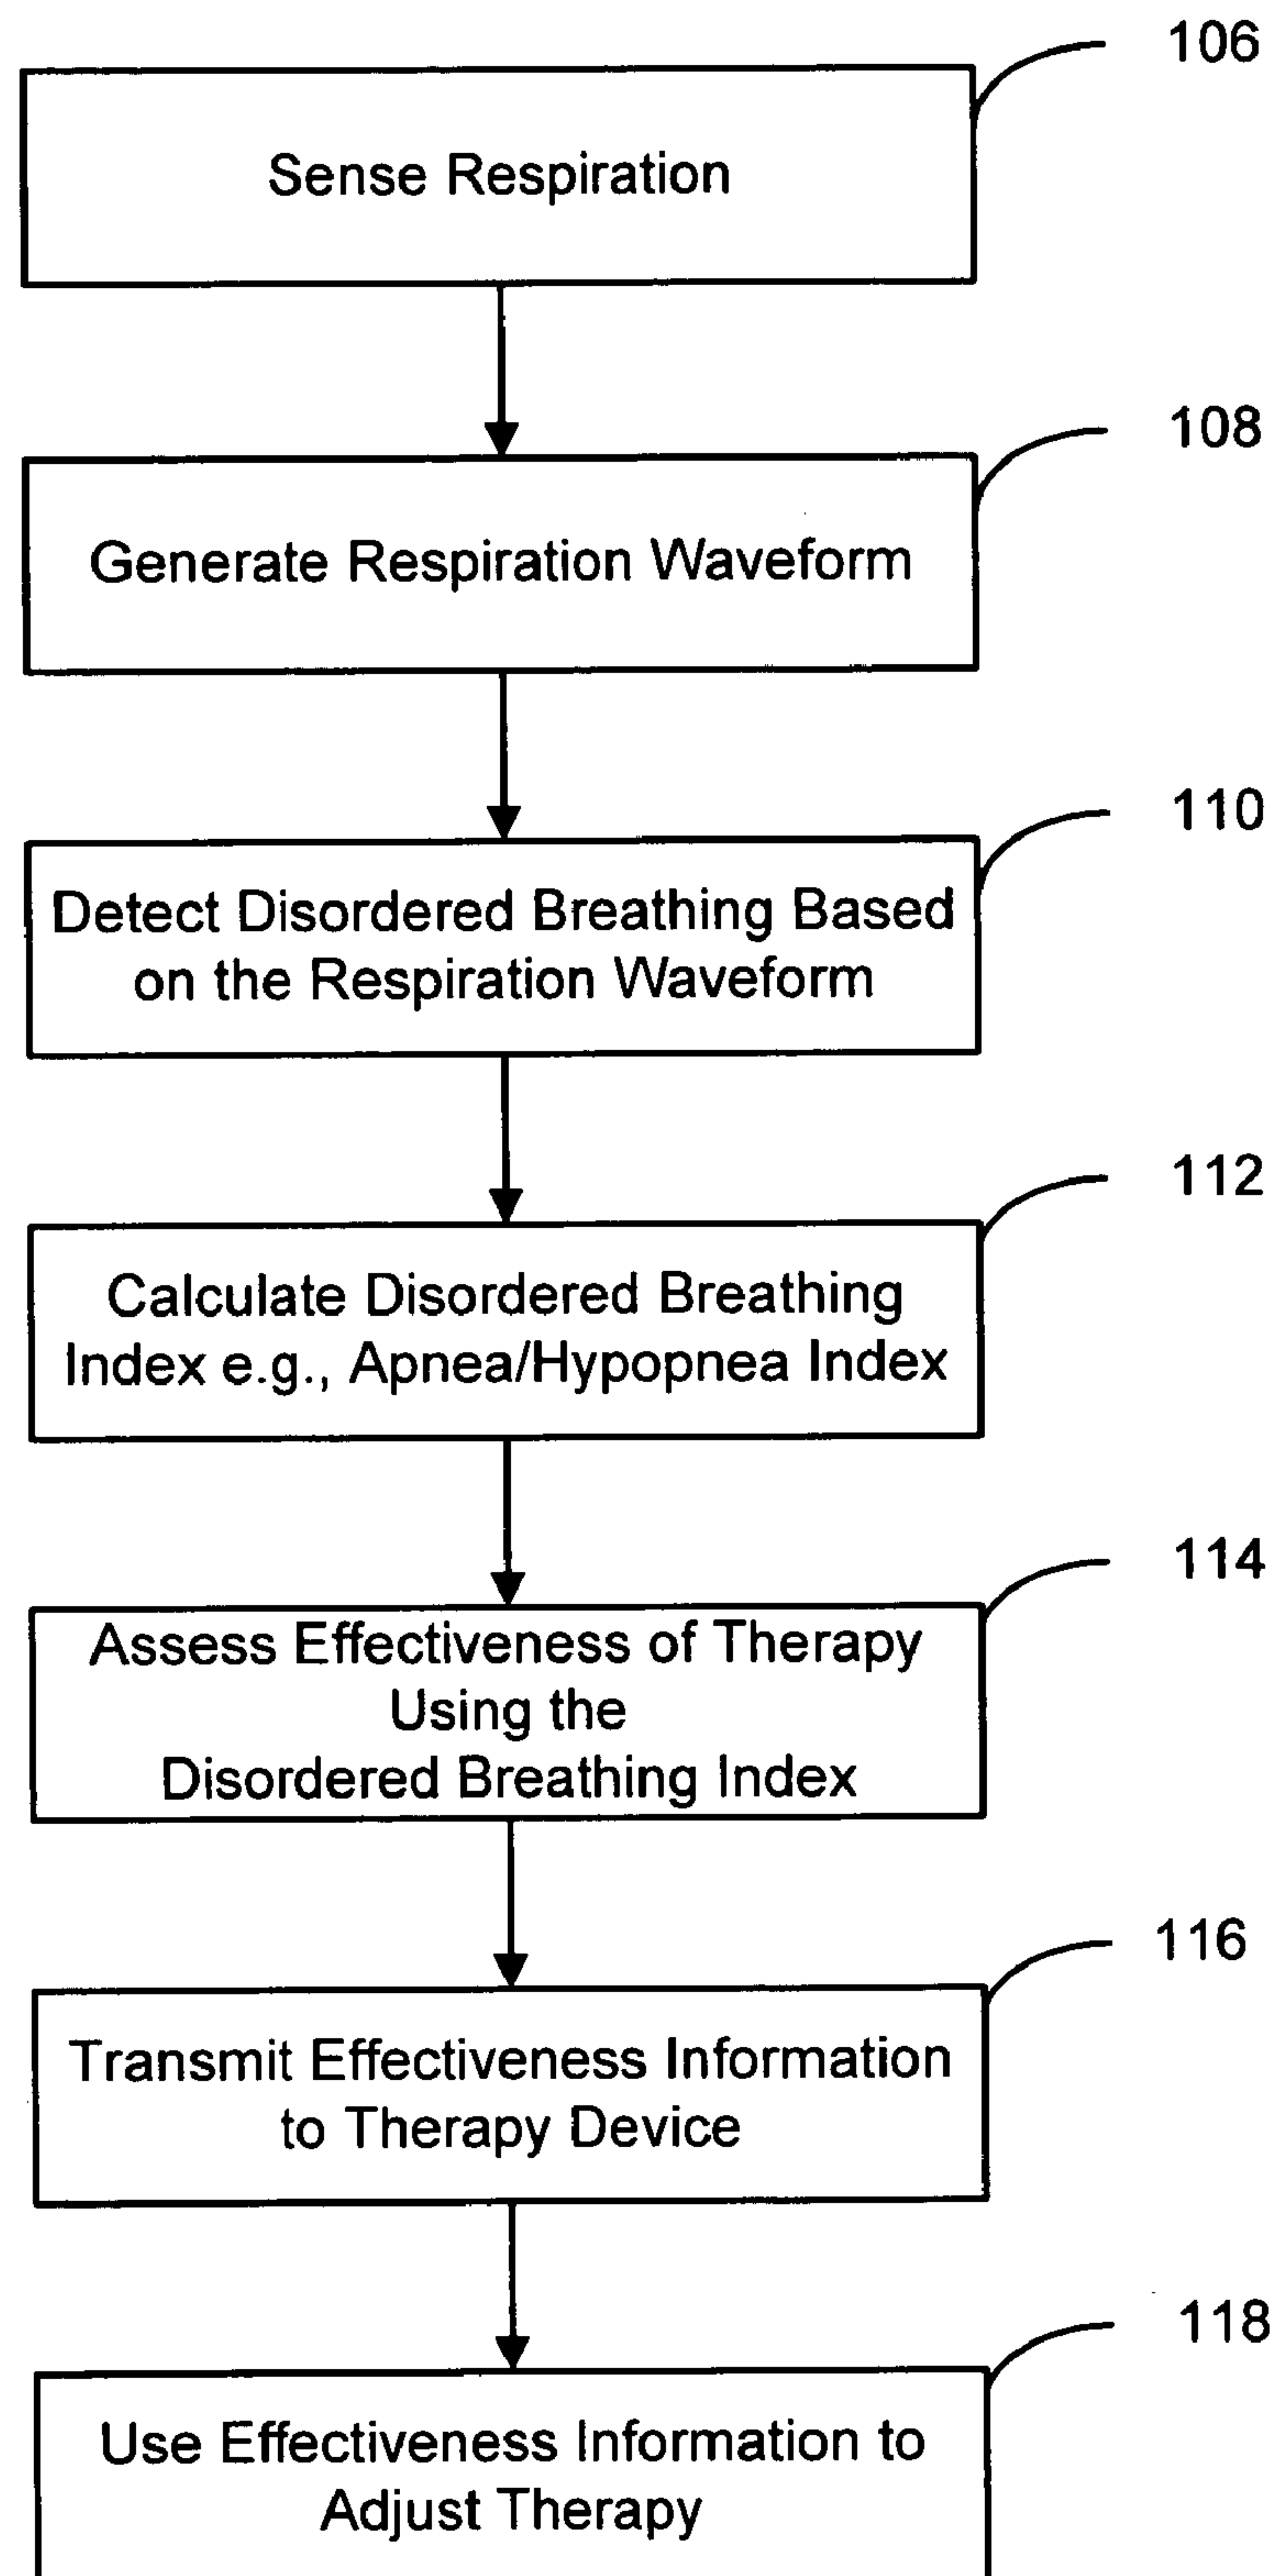 106
Sense Respiration
108
Generate Respiration Waveform
110
Detect Disordered Breathing Based
on the Respiration Waveform
112
Calculate Disordered Breathing
Index e.g., Apnea/Hypopnea Index
114
Assess Effectiveness of Therapy
Using the
Disordered Breathing Index
116
Transmit Effectiveness Information
to Therapy Device
118
Use Effectiveness Information to
Adjust Therapy